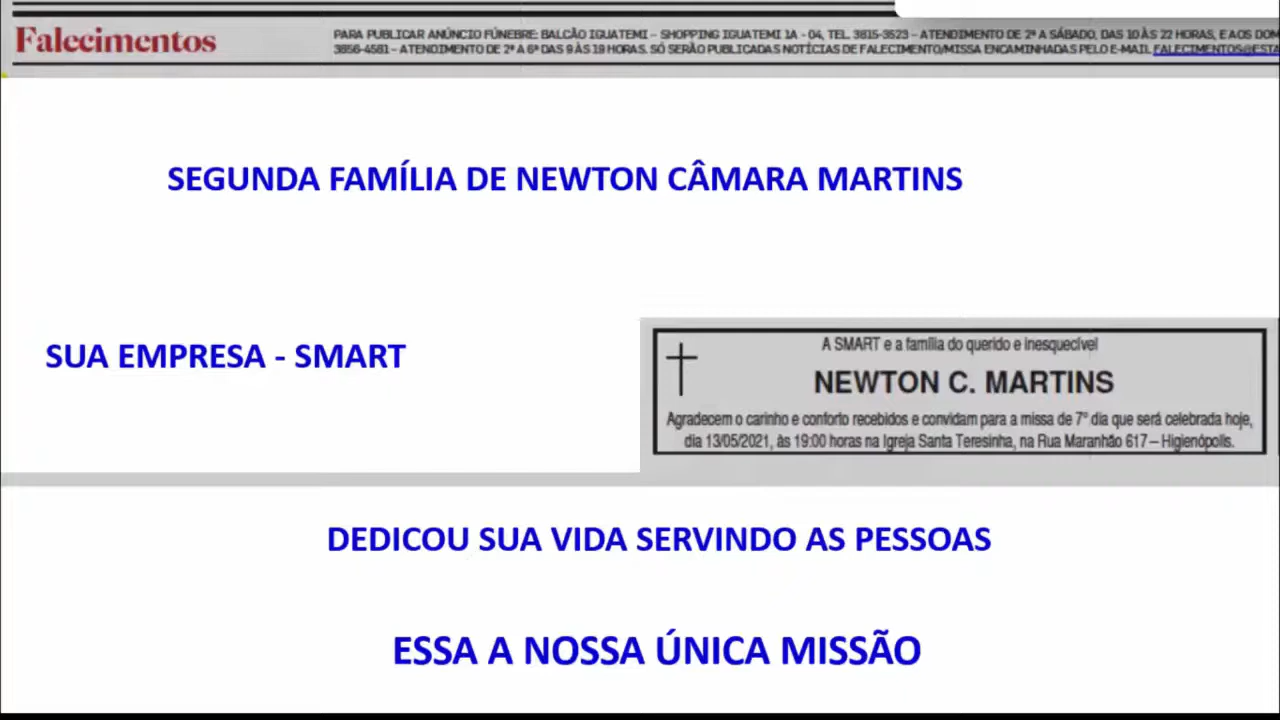 Falecimentos
PARA PUBLICAR ANÚNCIO FÚNEBRE: BALCÃO IGUATEMI – SHOPPING IGUATEMI 1A - 04, TEL. 3815-3523 – ATENDIMENTO DE 2ª A SÁBADO, DAS 10 ÀS 22 HORAS, E AOS DOM
3856-4581 – ATENDIMENTO DE 2ª A 6ª DAS 9 ÀS 19 HORAS. SÓ SERÃO PUBLICADAS NOTÍCIAS DE FALECIMENTO/MISSA ENCAMINHADAS PELO E-MAIL FALECIMENTOS@ESTA
SEGUNDA FAMÍLIA DE NEWTON CÂMARA MARTINS
SUA EMPRESA - SMART
A SMART e a família do querido e inesquecível
NEWTON C. MARTINS
Agradecem o carinho e conforto recebidos e convidam para a missa de 7º dia que será celebrada hoje,
dia 13/05/2021, às 19:00 horas na Igreja Santa Teresinha, na Rua Maranhão 617 – Higienópolis.
DEDICOU SUA VIDA SERVINDO AS PESSOAS
ESSA A NOSSA ÚNICA MISSÃO